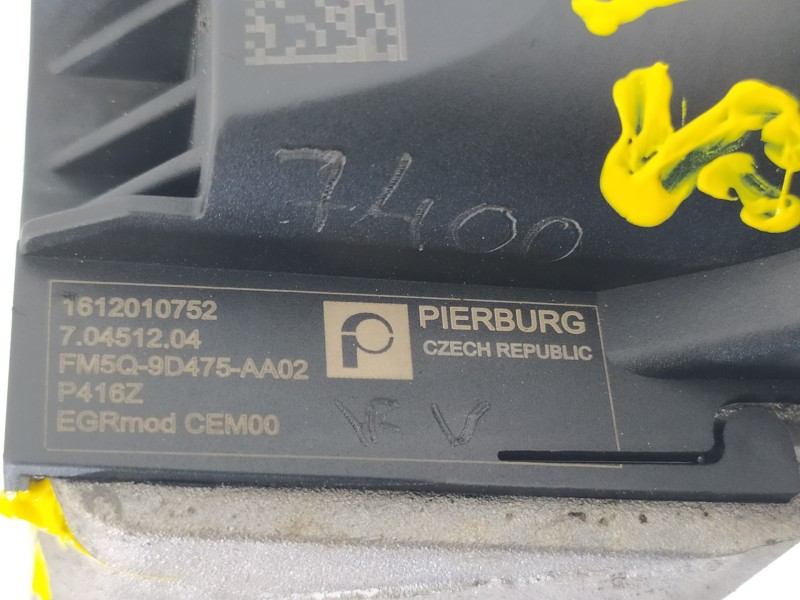 7400
1612010752
7.04512.04
FM5Q-9D475-AA02
P416Z
EGRmod CEM00
PIERBURG
CZECH REPUBLIC